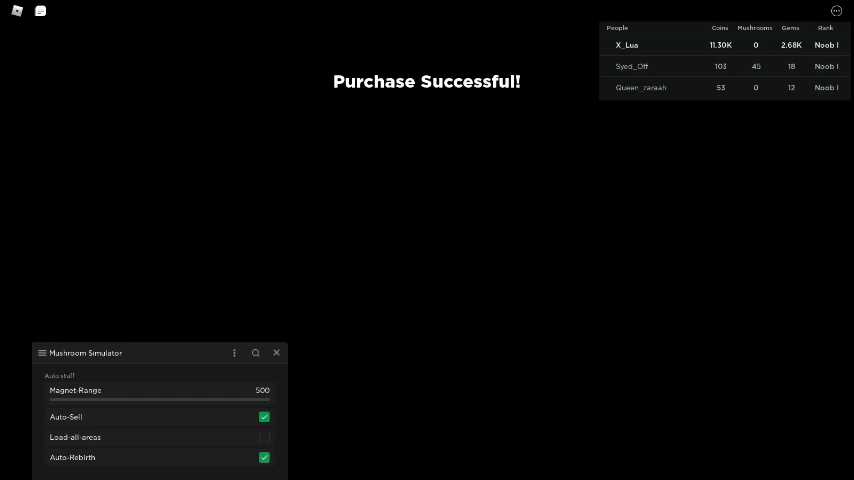 People Coins Mushrooms Gems Rank
X_Lua 11.30K 0 2.68K Noob I
Syed_Off 103 45 18 Noob I
Queen_zaraah 53 0 12 Noob I
Purchase Successful!
Mushroom Simulator
Auto stuff
Magnet-Range 500
Auto-Sell
Load-all-areas
Auto-Rebirth